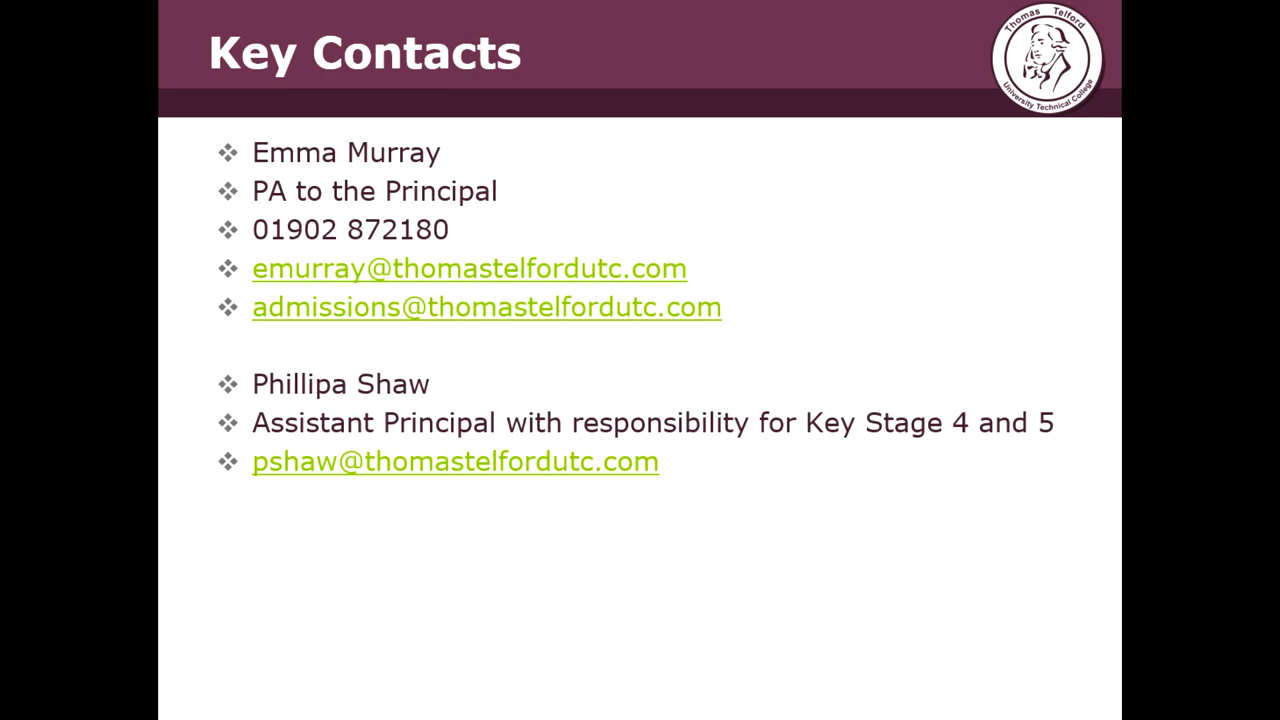 Key Contacts
Thomas Telford
University Technical College
Emma Murray
PA to the Principal
01902 872180
emurray@thomastelfordutc.com
admissions@thomastelfordutc.com
Phillipa Shaw
Assistant Principal with responsibility for Key Stage 4 and 5
pshaw@thomastelfordutc.com